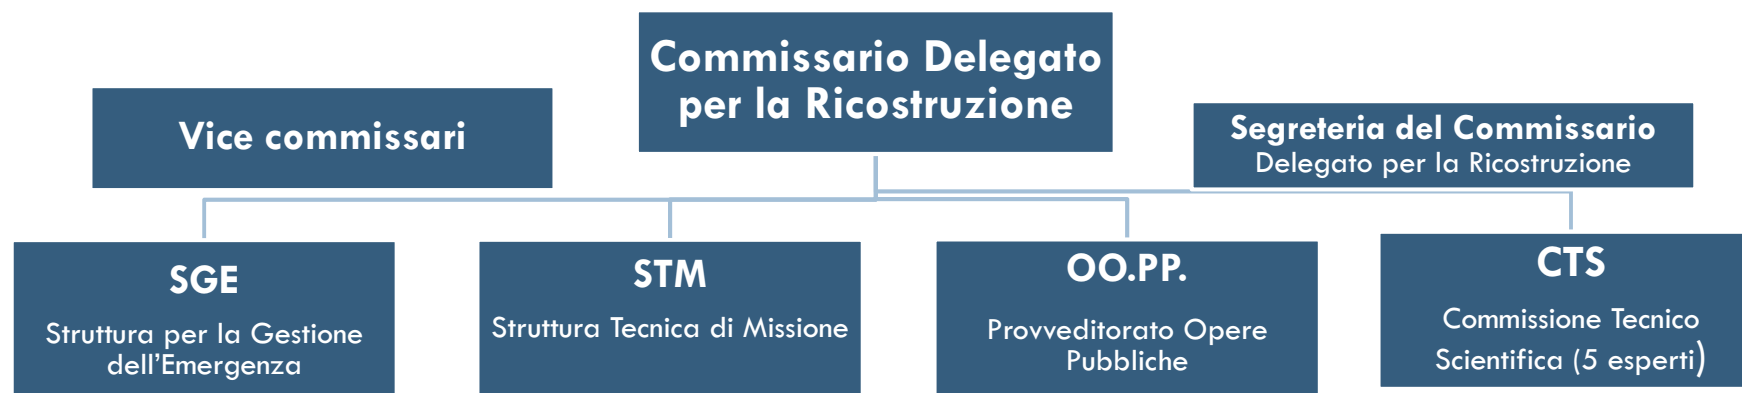 Commissario Delegato
per la Ricostruzione
Vice commissari
Segreteria del Commissario
Delegato per la Ricostruzione
SGE
Struttura per la Gestione
dell’Emergenza
STM
Struttura Tecnica di Missione
OO.PP.
Provveditorato Opere
Pubbliche
CTS
Commissione Tecnico
Scientifica (5 esperti)